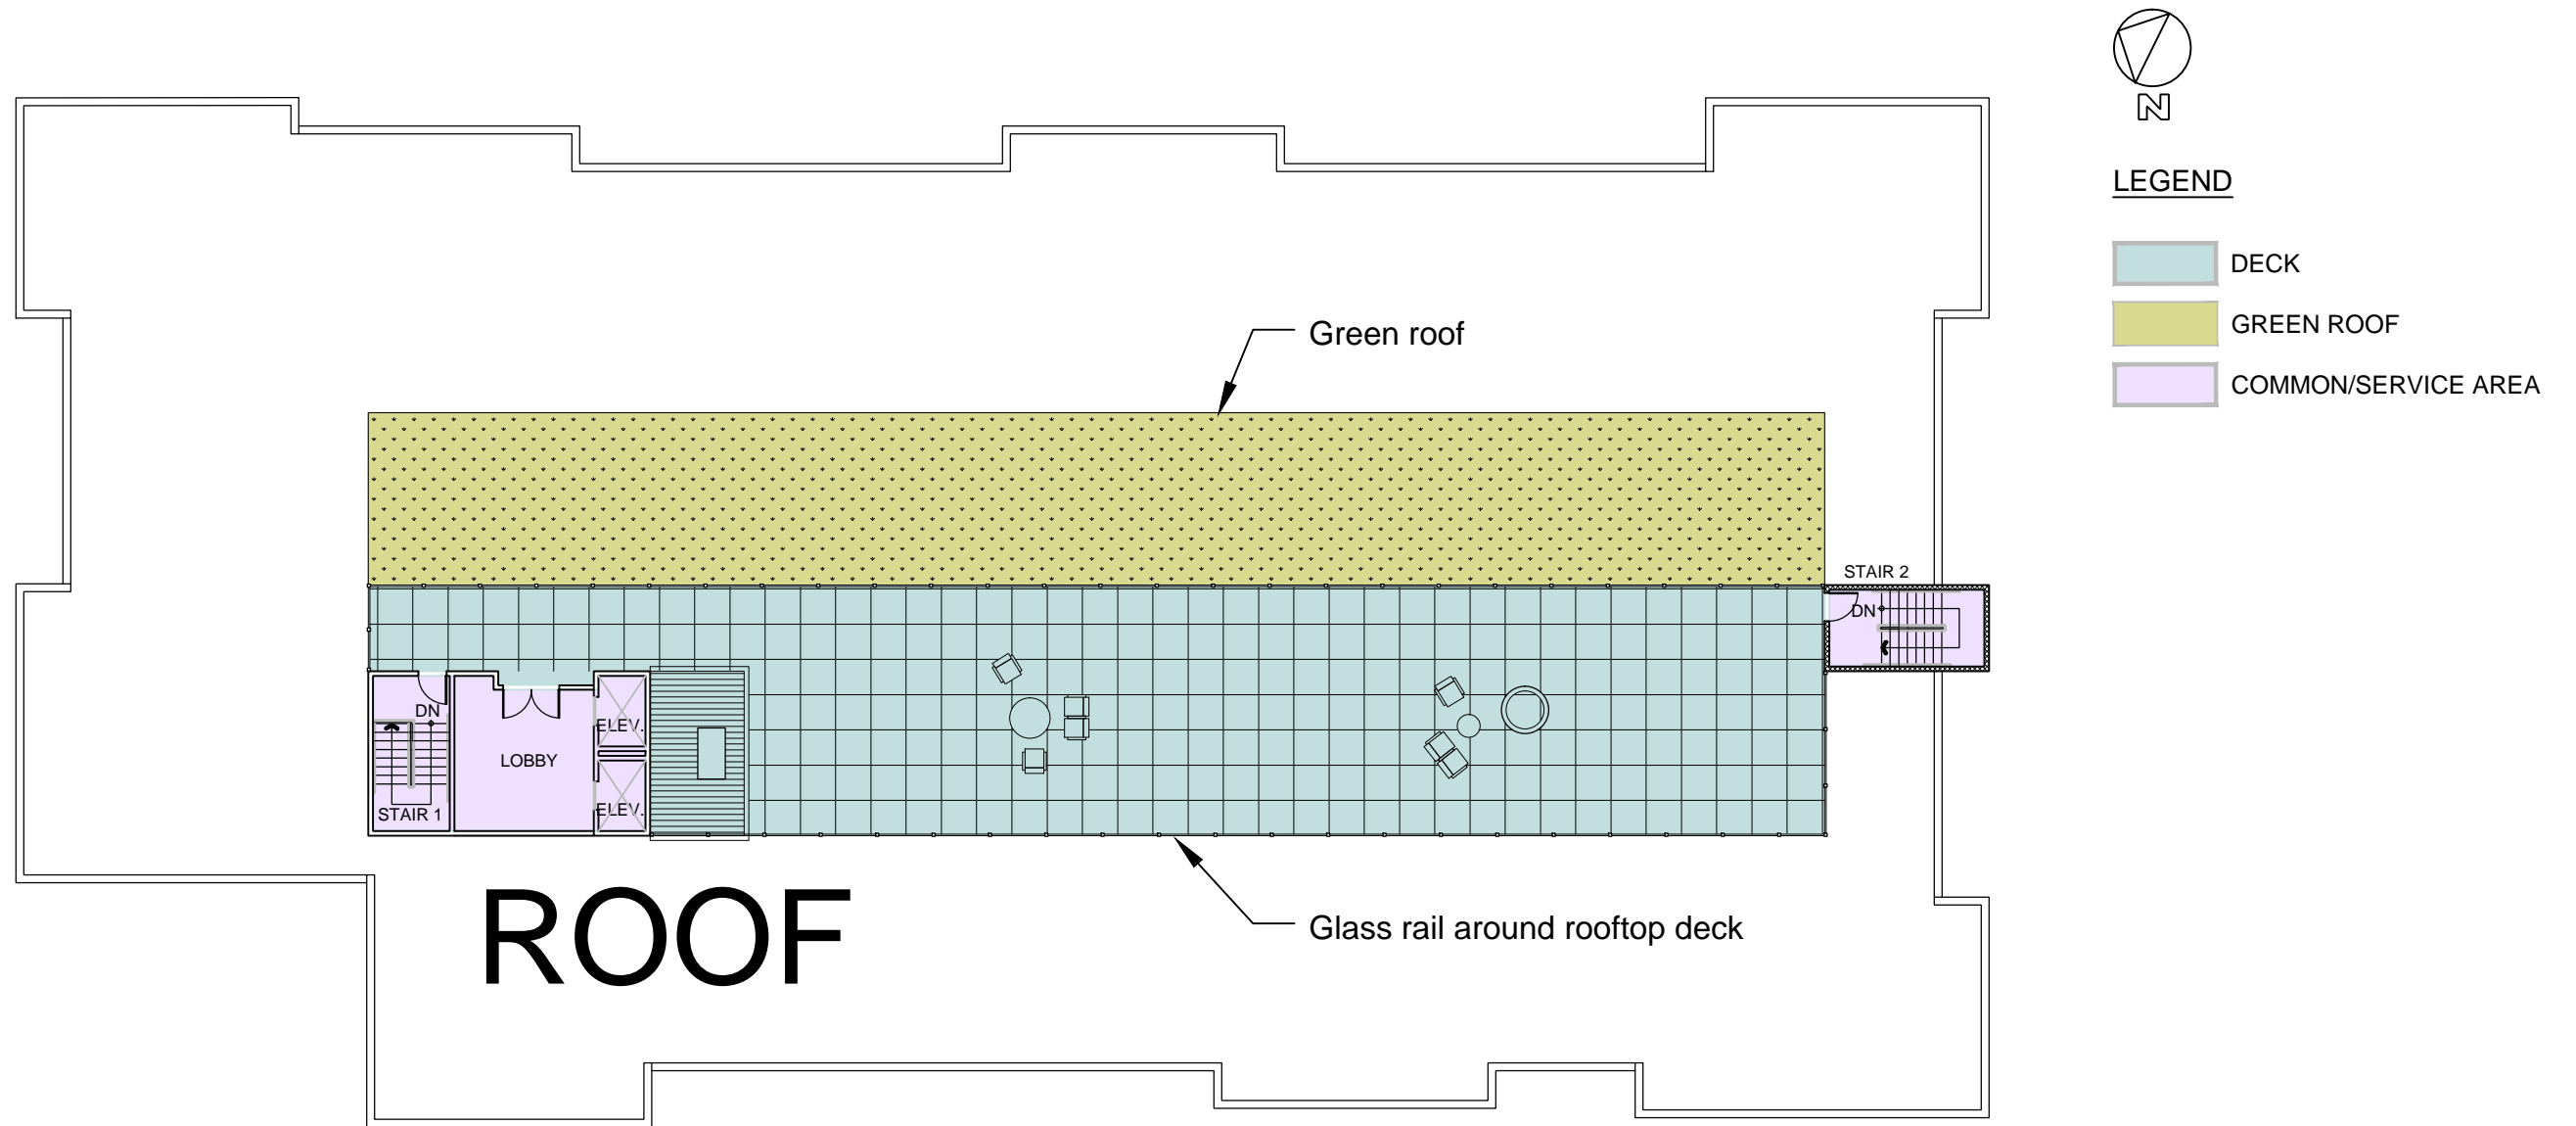 N
LEGEND
DECK
GREEN ROOF
COMMON/SERVICE AREA
Green roof
STAIR 2
DN
DN
ELEV.
LOBBY
ELEV.
STAIR 1
ROOF
Glass rail around rooftop deck